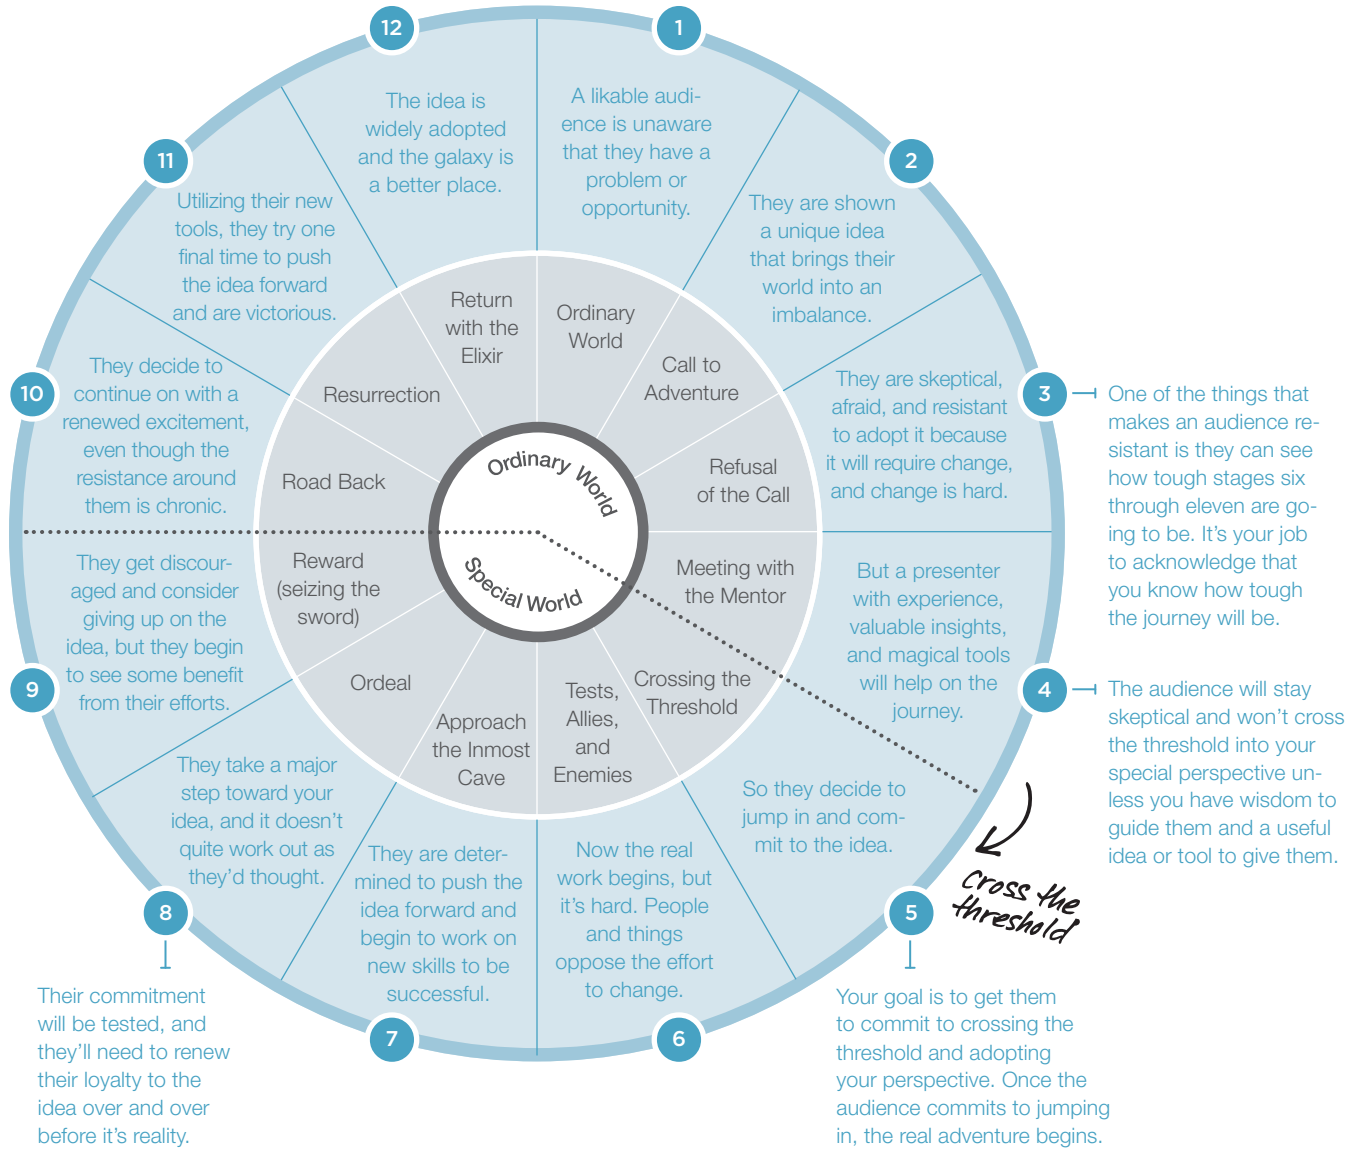 12
The idea is
widely adopted
and the galaxy is
a better place.
1
A likable audi-
ence is unaware
that they have a
problem or
opportunity.
2
They are shown
a unique idea
that brings their
world into an
imbalance.
3
They are skeptical,
afraid, and resistant
to adopt it because
it will require change,
and change is hard.
One of the things that
makes an audience re-
sistant is they can see
how tough stages six
through eleven are go-
ing to be. It’s your job
to acknowledge that
you know how tough
the journey will be.
4
But a presenter
with experience,
valuable insights,
and magical tools
will help on the
journey.
The audience will stay
skeptical and won’t cross
the threshold into your
special perspective un-
less you have wisdom to
guide them and a useful
idea or tool to give them.
cross the
threshold
5
So they decide to
jump in and com-
mit to the idea.
Your goal is to get them
to commit to crossing the
threshold and adopting
your perspective. Once the
audience commits to jumping
in, the real adventure begins.
6
Now the real
work begins, but
it’s hard. People
and things
oppose the effort
to change.
7
They are deter-
mined to push the
idea forward and
begin to work on
new skills to be
successful.
8
They take a major
step toward your
idea, and it doesn’t
quite work out as
they’d thought.
Their commitment
will be tested, and
they’ll need to renew
their loyalty to the
idea over and over
before it’s reality.
9
They get discour-
aged and consider
giving up on the
idea, but they begin
to see some benefit
from their efforts.
10
They decide to
continue on with a
renewed excitement,
even though the
resistance around
them is chronic.
11
Utilizing their new
tools, they try one
final time to push
the idea forward
and are victorious.
Return
with the
Elixir
Ordinary
World
Call to
Adventure
Refusal
of the Call
Meeting with
the Mentor
Crossing the
Threshold
Tests,
Allies,
and
Enemies
Approach
the Inmost
Cave
Ordeal
Reward
(seizing the
sword)
Road Back
Resurrection
Ordinary World
Special World